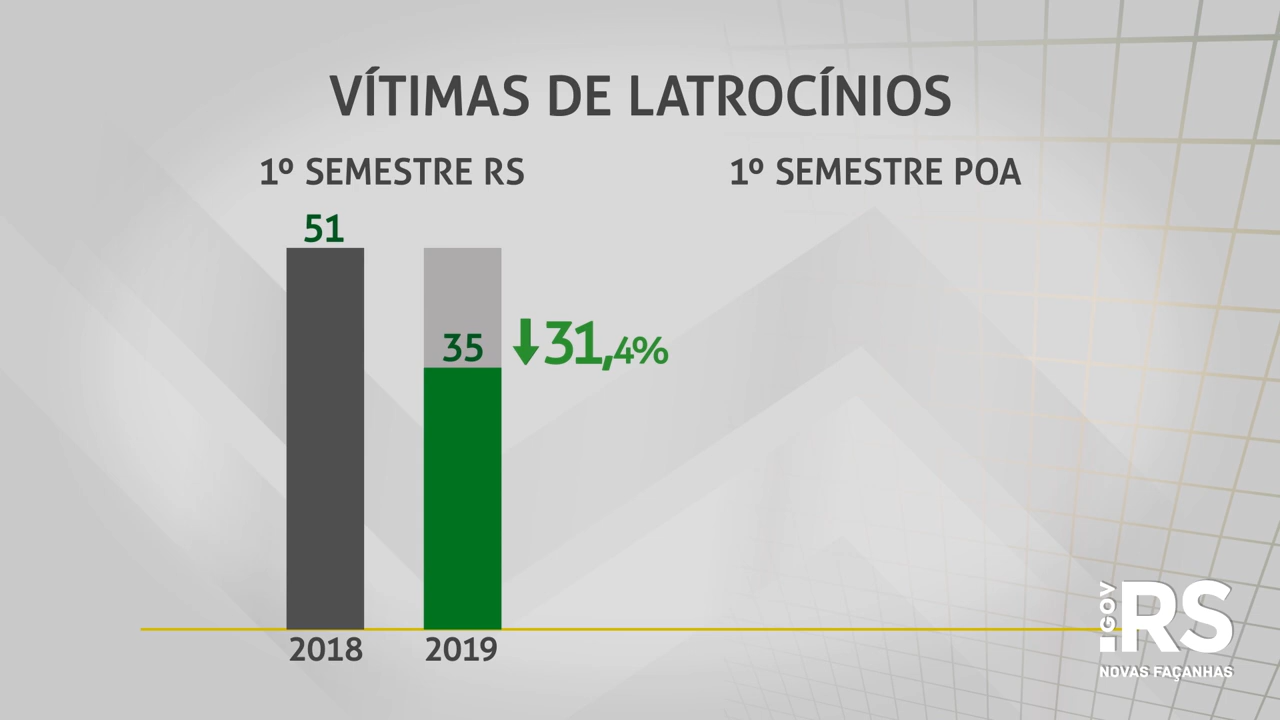 VÍTIMAS DE LATROCÍNIOS
1º SEMESTRE RS
1º SEMESTRE POA
51
35
31,4%
2018
2019
GOV
RS
NOVAS FAÇANHAS